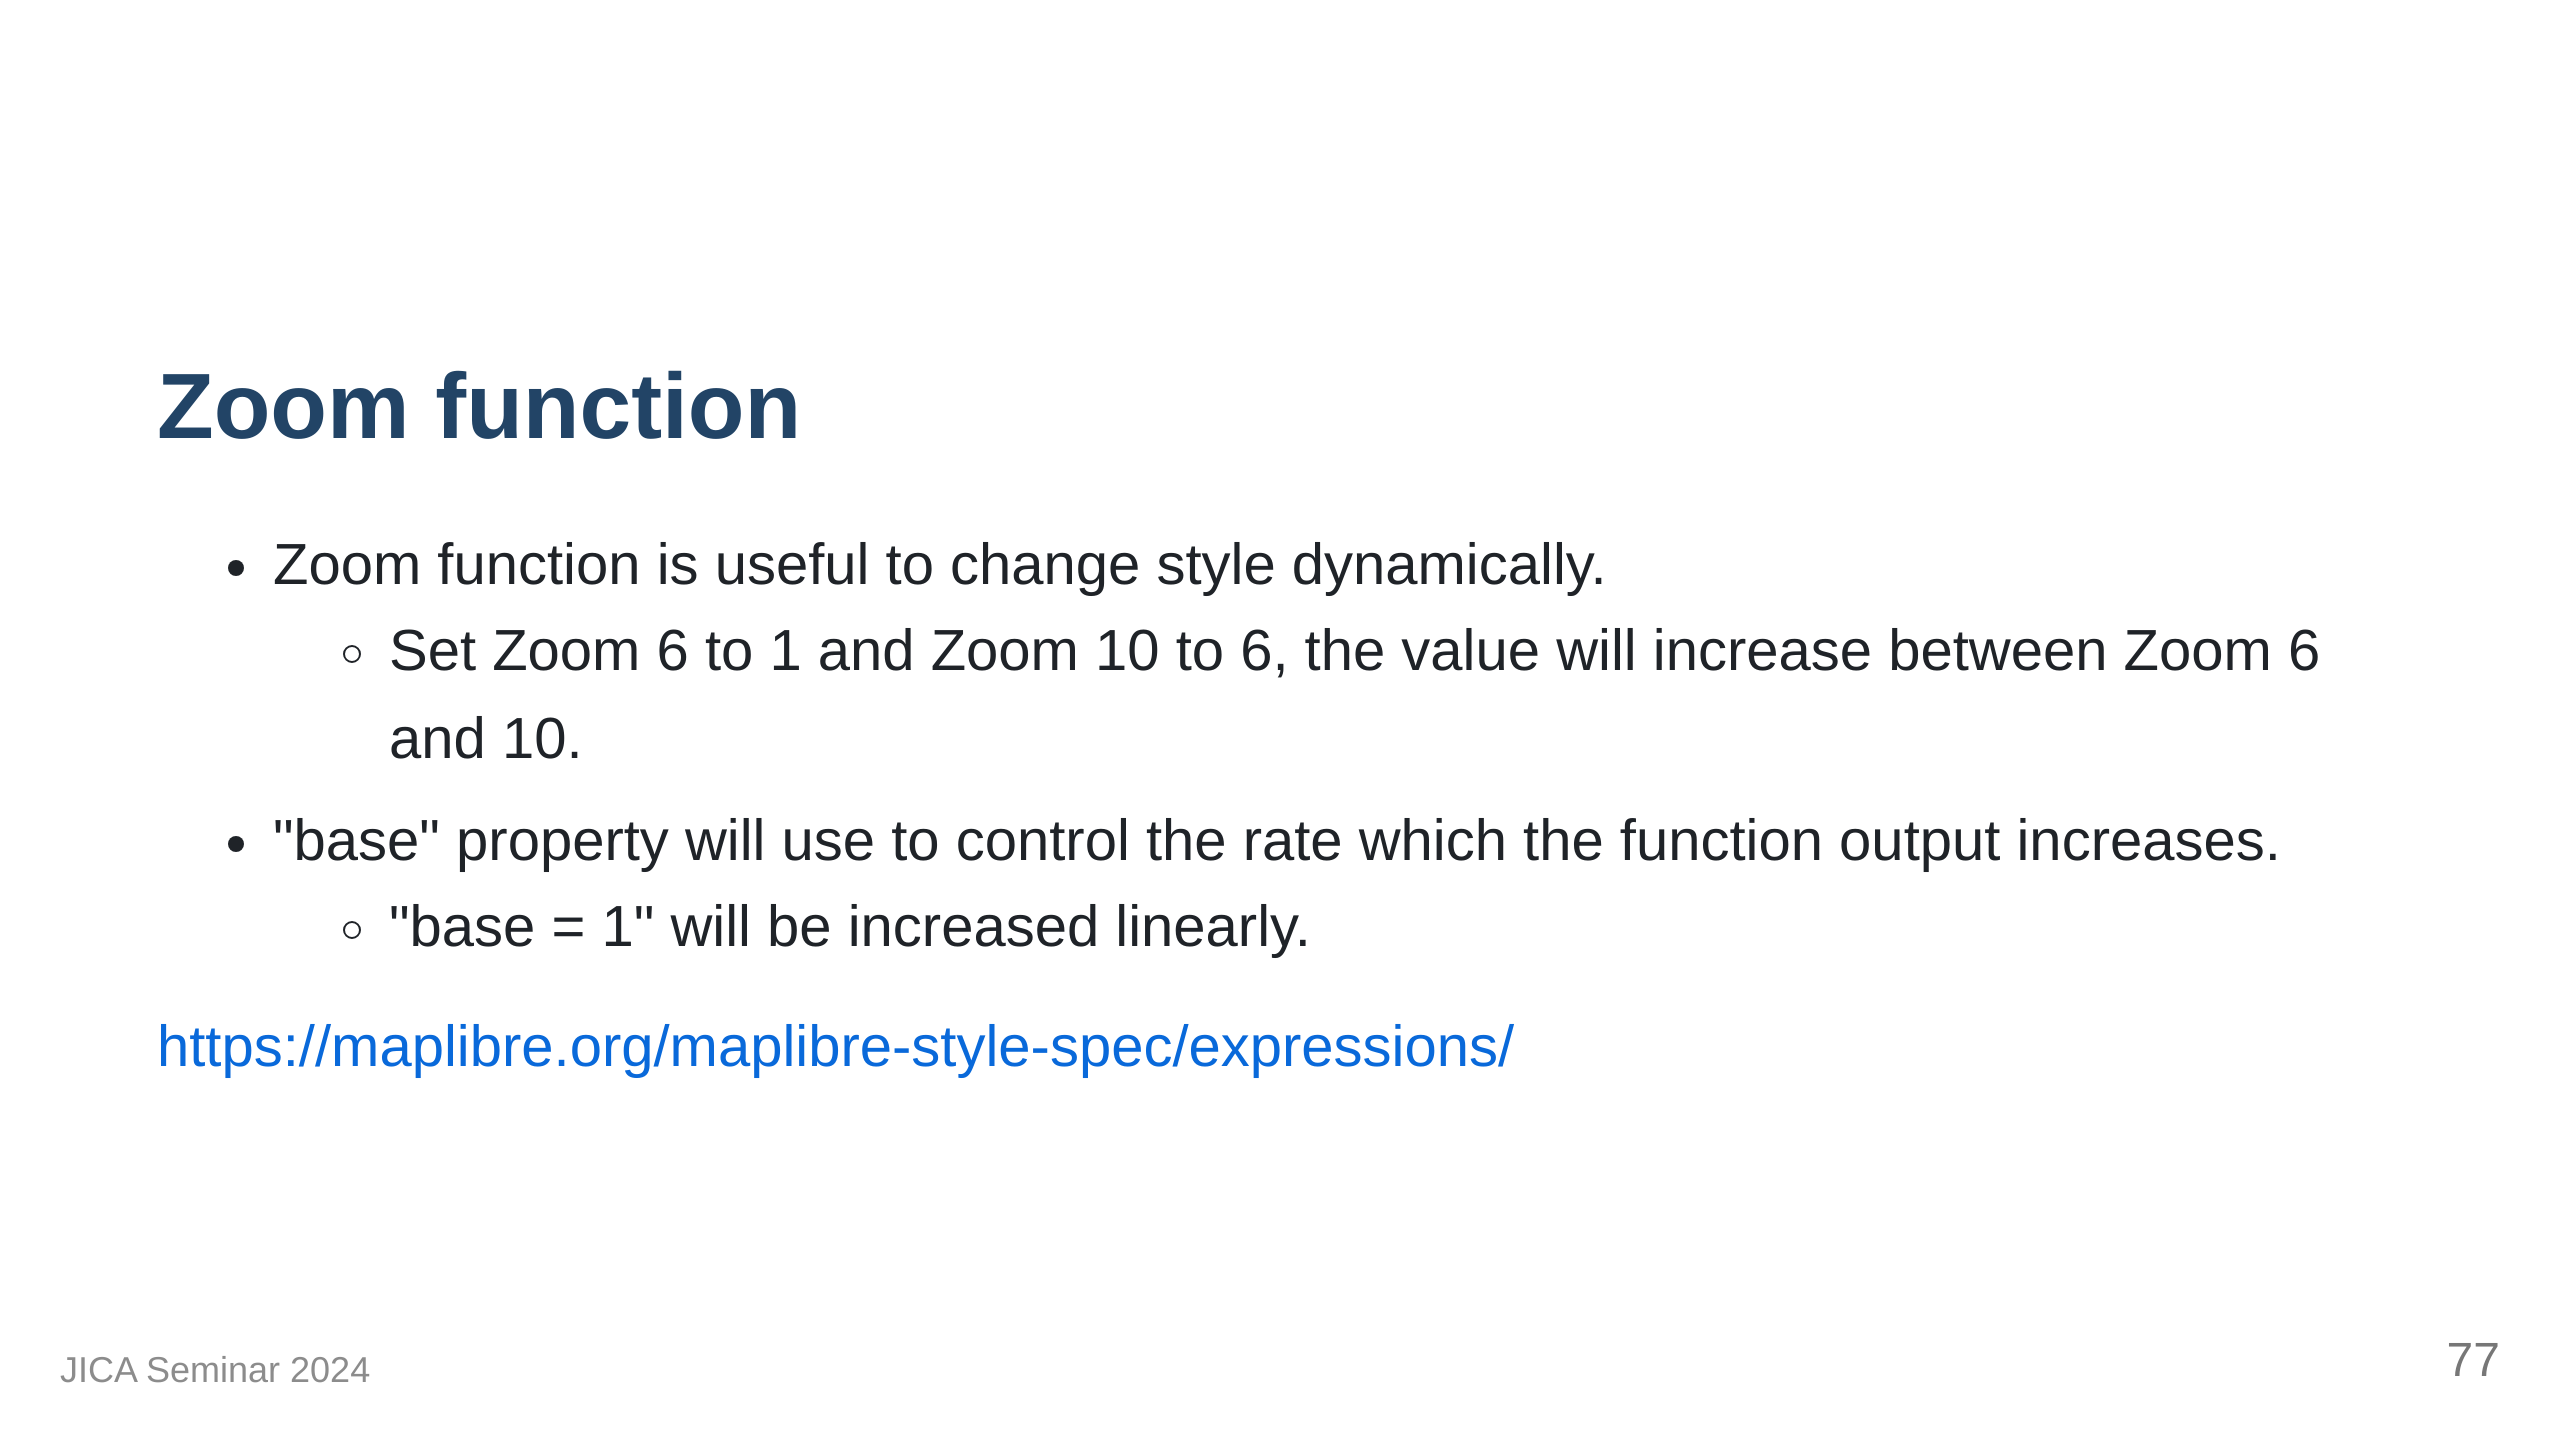 Zoom function
Zoom function is useful to change style dynamically.
Set Zoom 6 to 1 and Zoom 10 to 6, the value will increase between Zoom 6
and 10.
"base" property will use to control the rate which the function output increases.
"base = 1" will be increased linearly.
https://maplibre.org/maplibre-style-spec/expressions/
JICA Seminar 2024
77